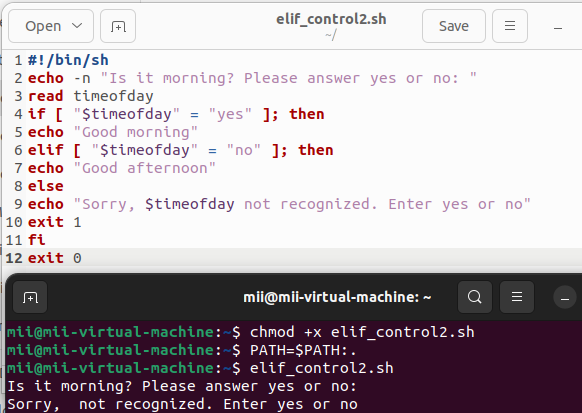 Open
elif_control2.sh
~/
Save
1 #!/bin/sh
2 echo -n "Is it morning? Please answer yes or no: "
3 read timeofday
4 if [ "$timeofday" = "yes" ]; then
5 echo "Good morning"
6 elif [ "$timeofday" = "no" ]; then
7 echo "Good afternoon"
8 else
9 echo "Sorry, $timeofday not recognized. Enter yes or no"
10 exit 1
11 fi
12 exit 0
mii@mii-virtual-machine: ~
mii@mii-virtual-machine:~$ chmod +x elif_control2.sh
mii@mii-virtual-machine:~$ PATH=$PATH:.
mii@mii-virtual-machine:~$ elif_control2.sh
Is it morning? Please answer yes or no:
Sorry,  not recognized. Enter yes or no